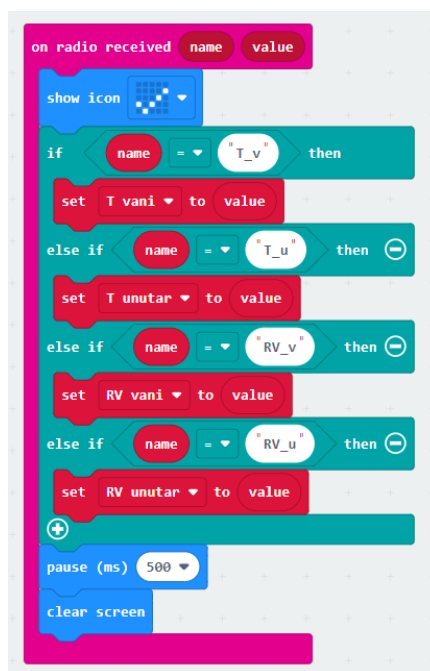 on radio received name value
show icon
if name = "T_v" then
set T vani to value
else if name = "T_u" then
set T unutar to value
else if name = "RV_v" then
set RV vani to value
else if name = "RV_u" then
set RV unutar to value
pause (ms) 500
clear screen